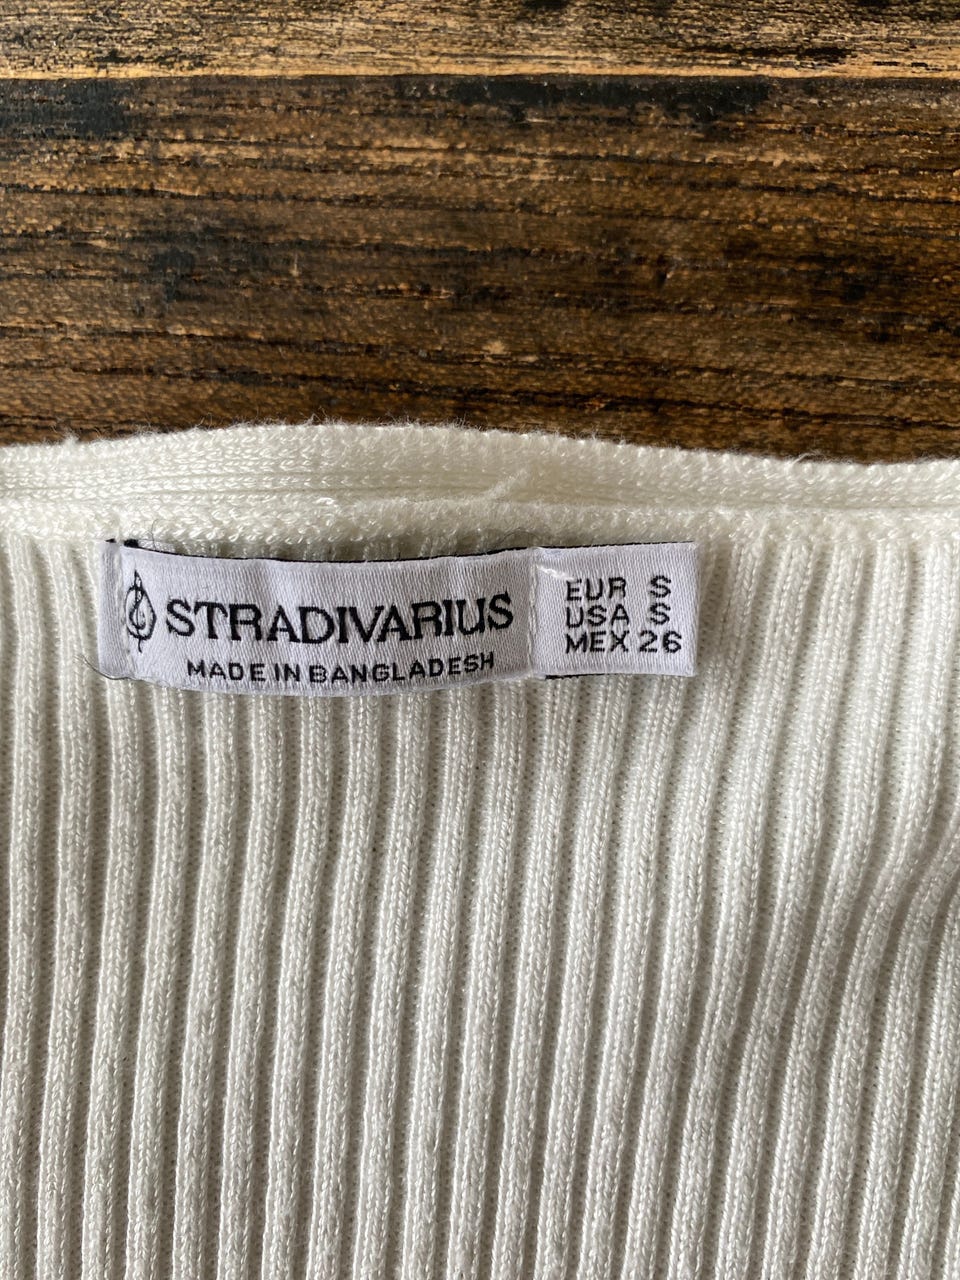 STRADIVARIUS
MADE IN BANGLADESH
EUR S
USA S
MEX 26